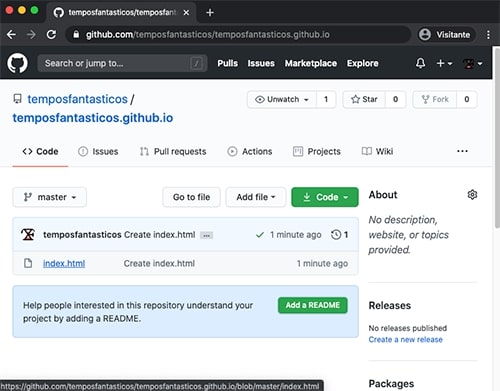 temposfantasticos/temposfanta
github.com/temposfantasticos/temposfantasticos.github.io
Visitante
Search or jump to...
/
Pulls
Issues
Marketplace
Explore
temposfantasticos /
temposfantasticos.github.io
Unwatch
1
Star
0
Fork
0
Code
Issues
Pull requests
Actions
Projects
Wiki
master
Go to file
Add file
Code
About
No description,
website, or topics
provided.
temposfantasticos Create index.html
1 minute ago
1
index.html
Create index.html
1 minute ago
Help people interested in this repository understand your
project by adding a README.
Add a README
Releases
No releases published
Create a new release
Packages
https://github.com/temposfantasticos/temposfantasticos.github.io/blob/master/index.html